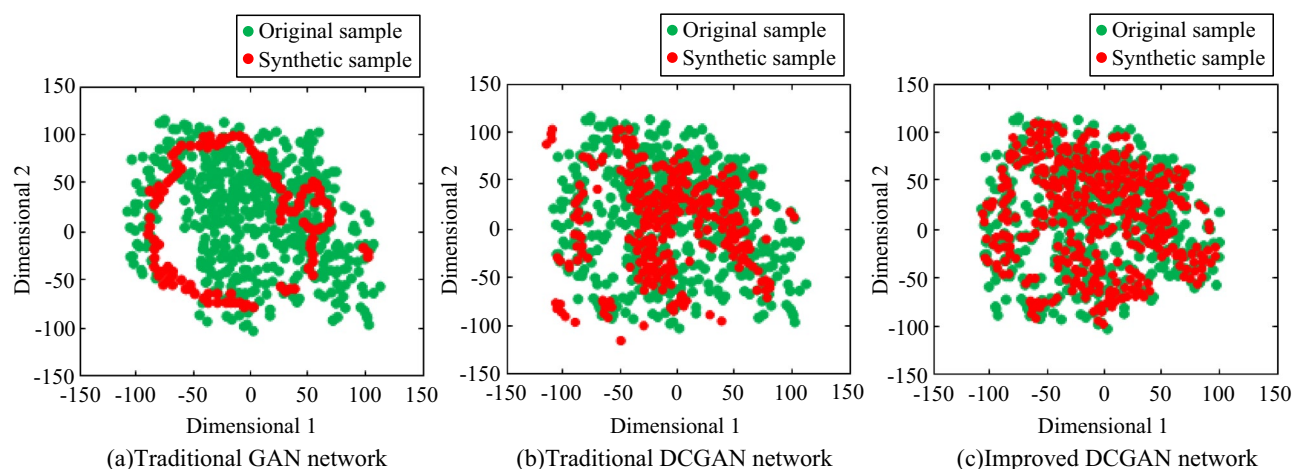 Original sample
Synthetic sample
Original sample
Synthetic sample
Original sample
Synthetic sample
150
100
50
0
-50
-100
-150
Dimensional 2
-150 -100 -50 0 50 100 150
Dimensional 1
(a)Traditional GAN network
150
100
50
0
-50
-100
-150
Dimensional 2
-150 -100 -50 0 50 100 150
Dimensional 1
(b)Traditional DCGAN network
150
100
50
0
-50
-100
-150
Dimensional 2
-150 -100 -50 0 50 100 150
Dimensional 1
(c)Improved DCGAN network